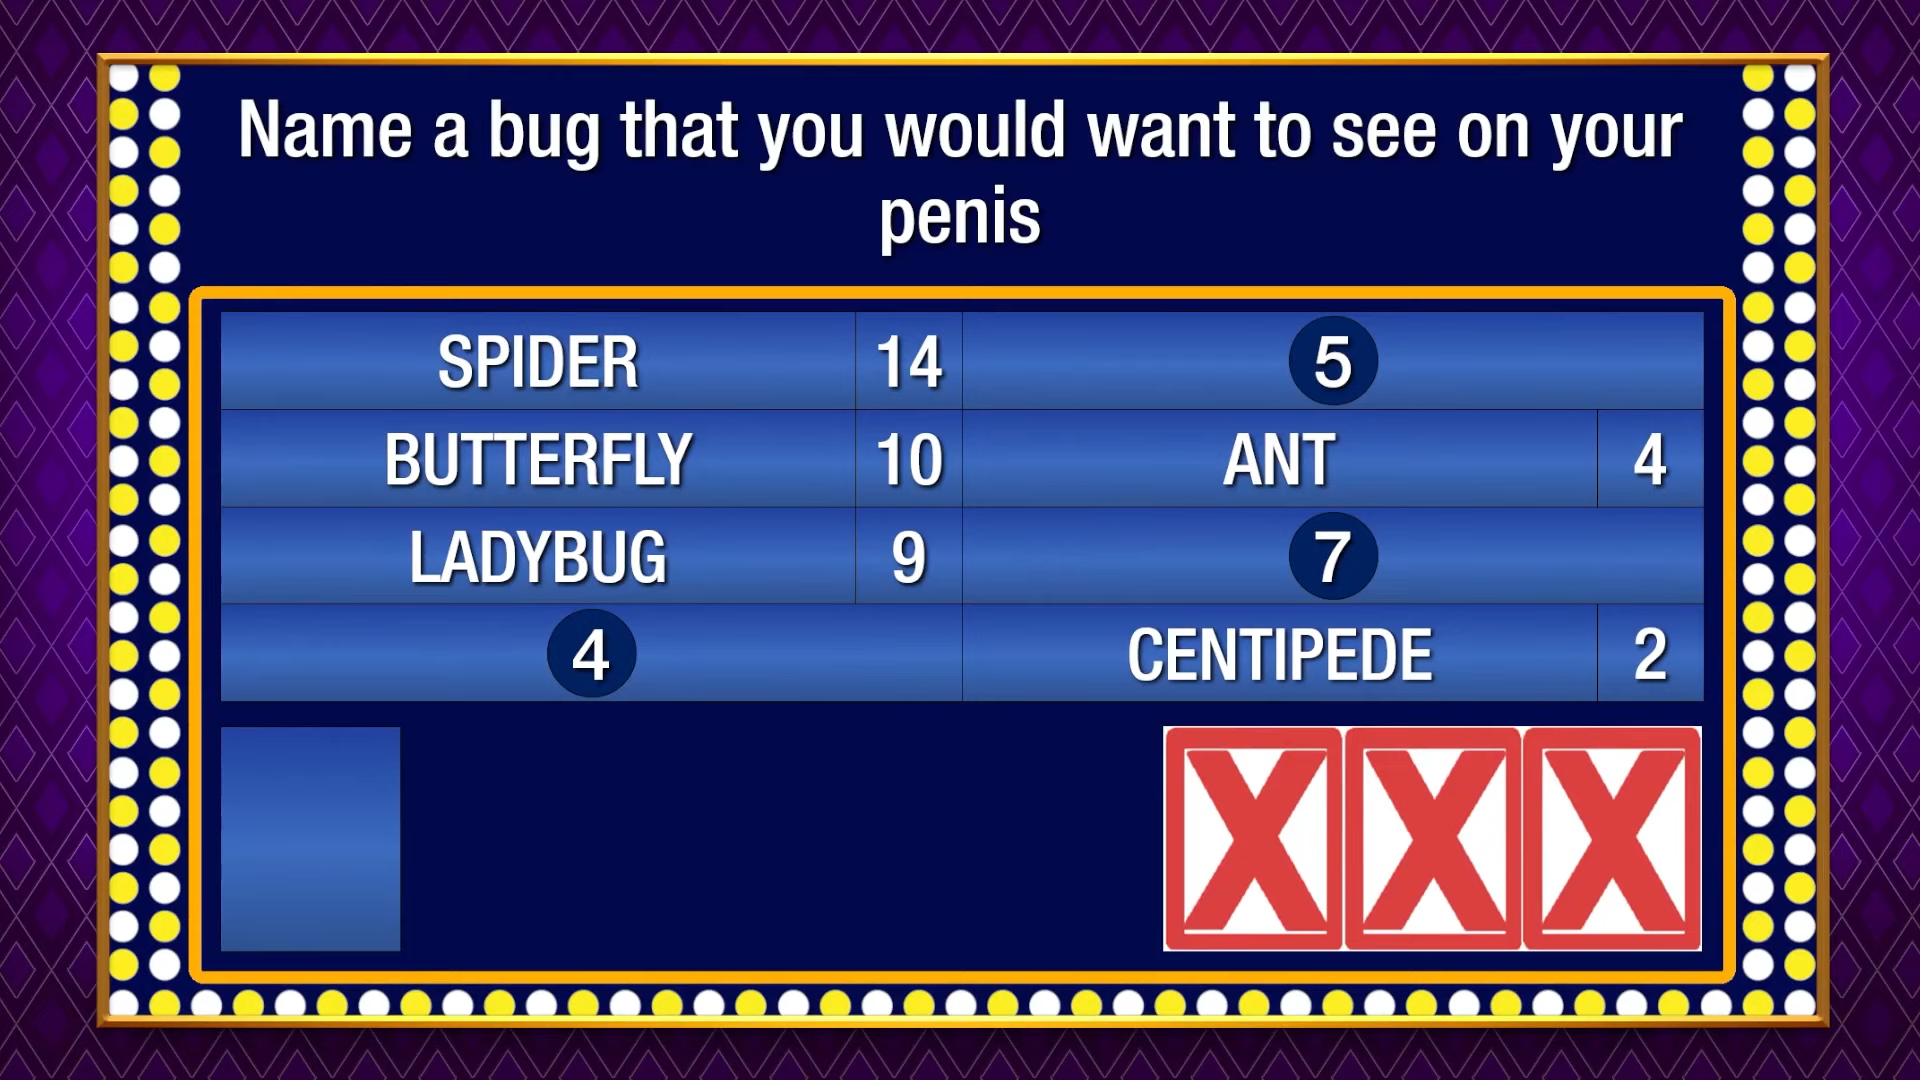 Name a bug that you would want to see on your
penis
SPIDER 14 5
BUTTERFLY 10 ANT 4
LADYBUG 9 7
4 CENTIPEDE 2
X X X